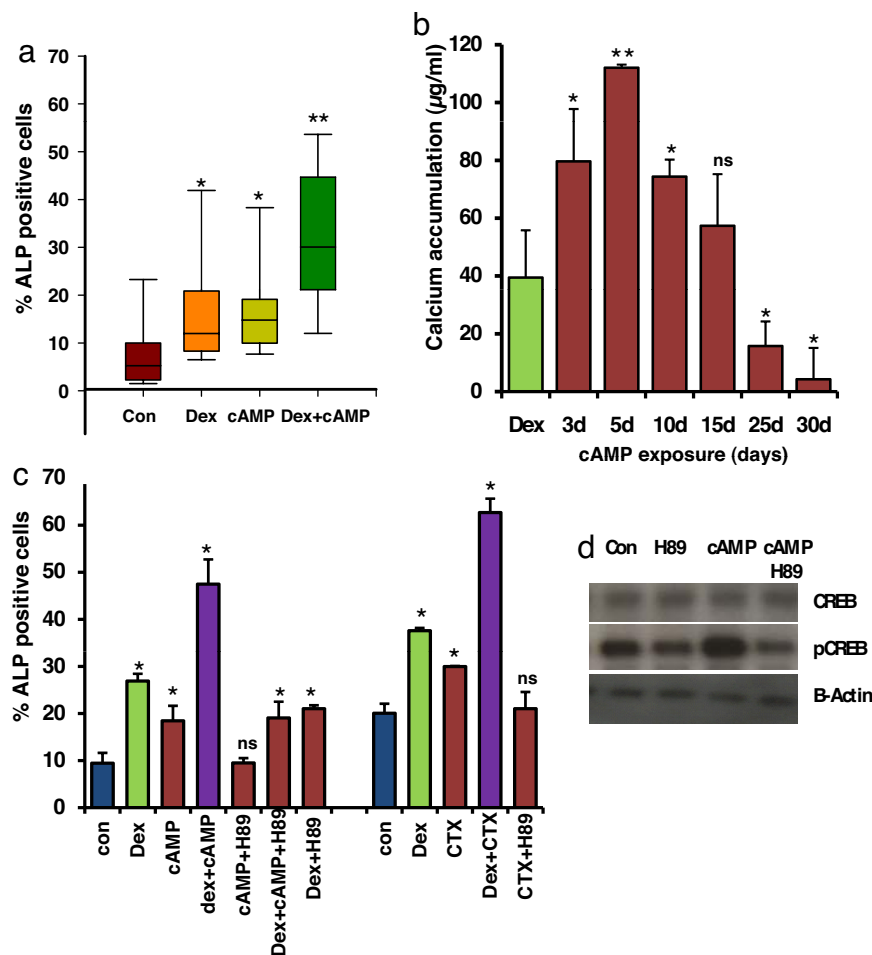 a
% ALP positive cells
70
60
50
40
30
20
10
0
*
*
**
Con Dex cAMP Dex+cAMP
b
Calcium accumulation (µg/ml)
120
100
80
60
40
20
0
*
**
*
ns
*
*
Dex 3d 5d 10d 15d 25d 30d
cAMP exposure (days)
c
% ALP positive cells
70
60
50
40
30
20
10
0
*
*
*
ns
*
*
*
*
*
ns
con
Dex
cAMP
dex+cAMP
cAMP+H89
Dex+cAMP+H89
Dex+H89
con
Dex
CTX
Dex+CTX
CTX+H89
d
Con H89 cAMP cAMP
H89
CREB
pCREB
B-Actin